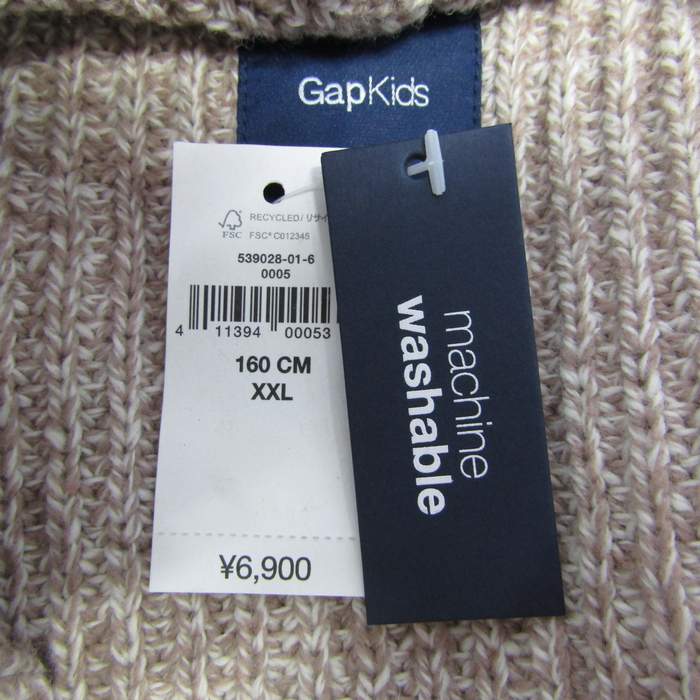 GapKids
RECYCLED/リサイ
FSC
FSC® C012345
539028-01-6
0005
4 11394 00053
160 CM
XXL
¥6,900
machine
washable